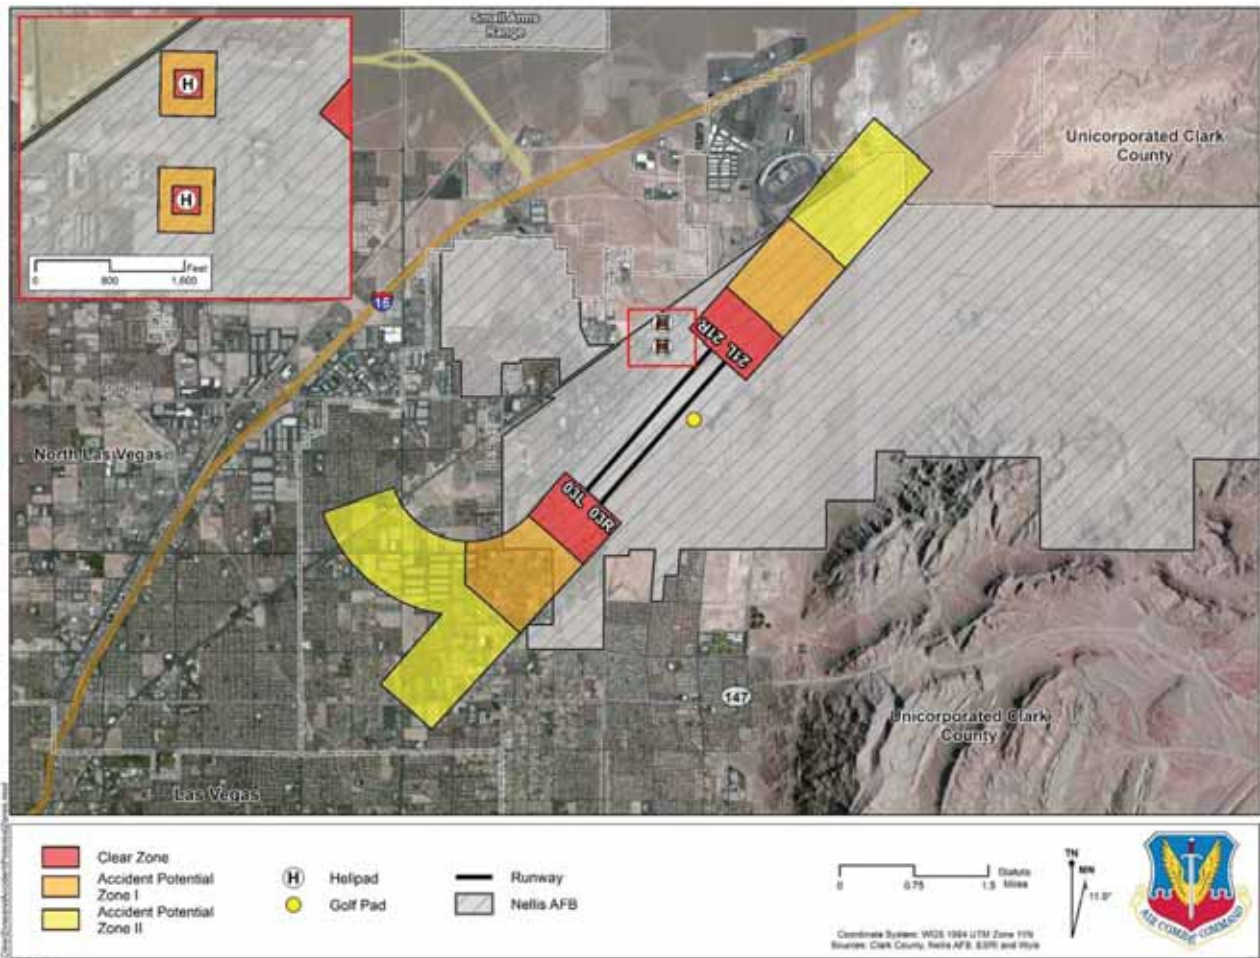 Small Arms
Range
H
H
0
800
1,600
Feet
Unicorporated Clark
County
15
21L 21R
North Las Vegas
03L 03R
147
Unicorporated Clark
County
Las Vegas
Clear Zone
Accident Potential
Zone I
Accident Potential
Zone II
H
Helipad
Golf Pad
Runway
Nellis AFB
0
0.75
1.5
Statute
Miles
TN
MN
11.9°
AIR COMBAT COMMAND
Coordinate System: WGS 1984 UTM Zone 11N
Sources: Clark County, Nellis AFB, ESRI and Wyle